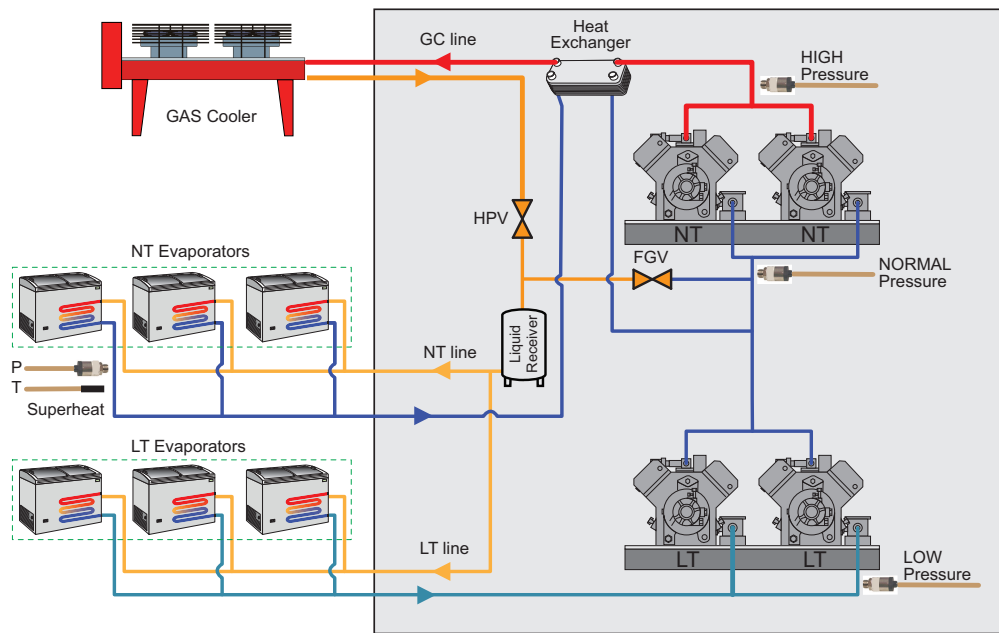 GC line
Heat
Exchanger
HIGH
Pressure
GAS Cooler
NT
NT
HPV
FGV
NORMAL
Pressure
NT Evaporators
Liquid
Receiver
NT line
P
T
Superheat
LT Evaporators
LT line
LT
LT
LOW
Pressure